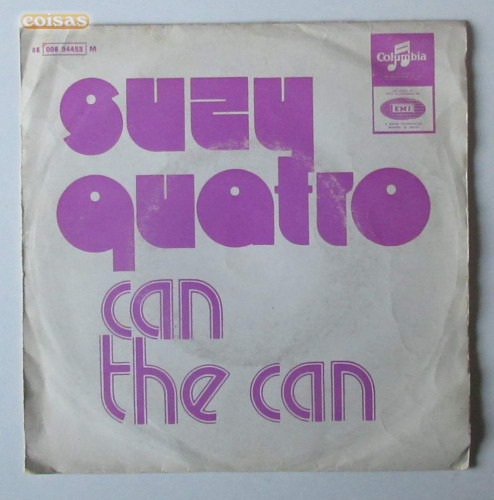 coisas
8E 006 94453 M
Columbia
EMI
suzy
quatro
can
the can